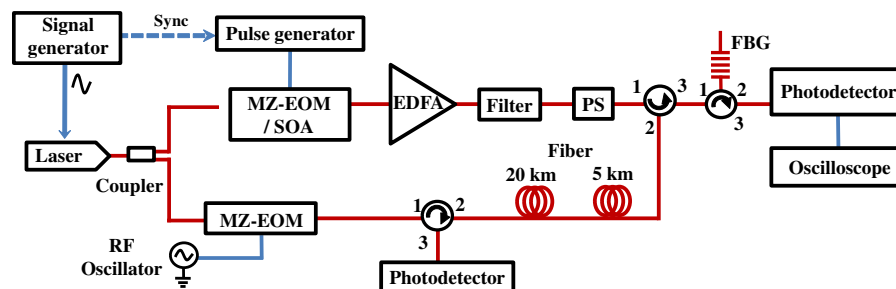 Signal
generator
Sync
Pulse generator
FBG
MZ-EOM
/ SOA
EDFA
Filter
PS
1
3
2
1
2
3
Photodetector
Laser
Coupler
Fiber
20 km
5 km
Oscilloscope
MZ-EOM
1
2
3
RF
Oscillator
Photodetector